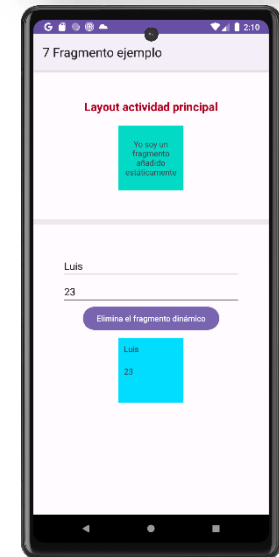 G
2:10
7 Fragmento ejemplo
Layout actividad principal
Yo soy un
fragmento
añadido
estáticamente
Luis
23
Elimina el fragmento dinámico
Luis
23